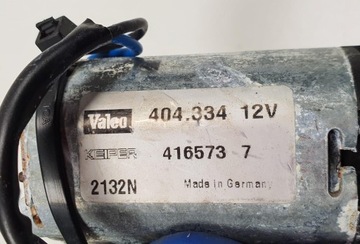 Valeo 404.334 12V
KEIPER 416573 7
2132N Made in Germany